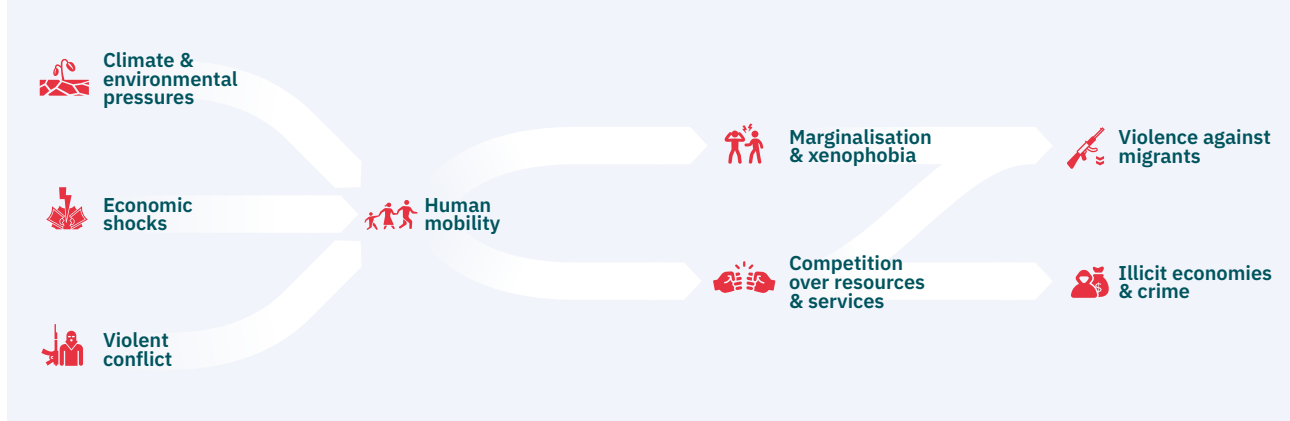 Climate &
environmental
pressures
Economic
shocks
Violent
conflict
Human
mobility
Marginalisation
& xenophobia
Competition
over resources
& services
Violence against
migrants
Illicit economies
& crime